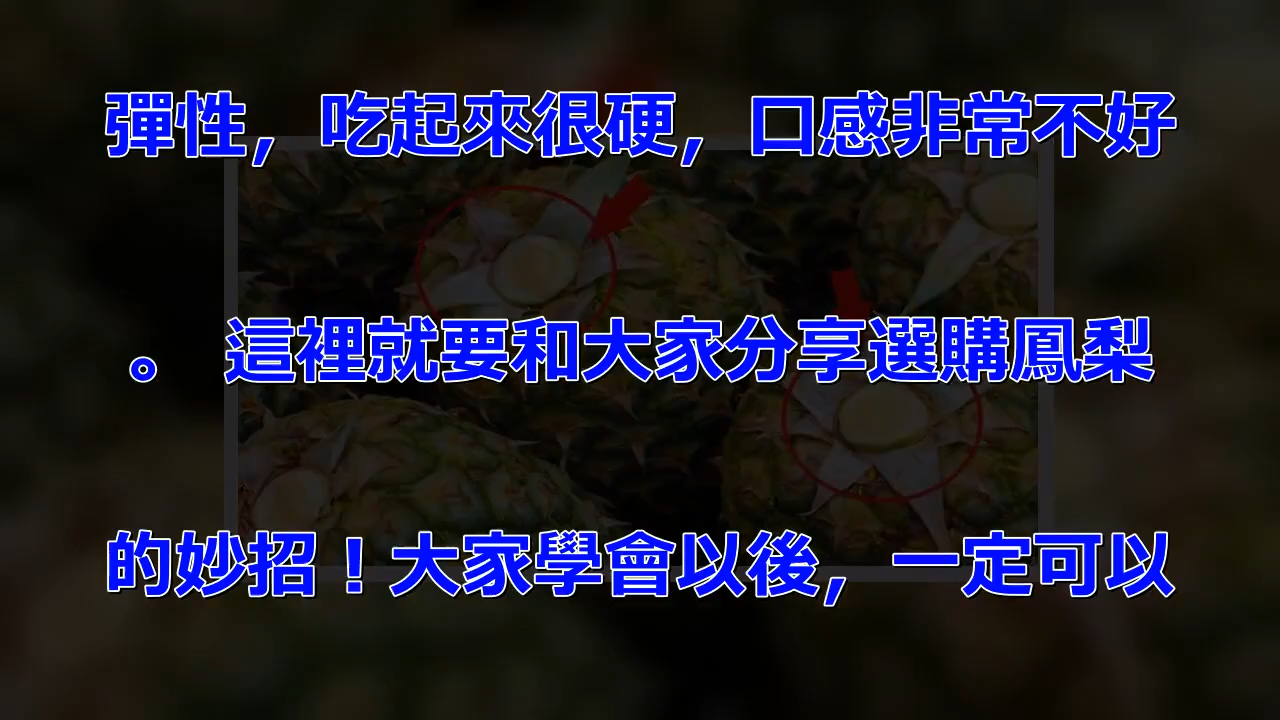 彈性，吃起來很硬，口感非常不好
。 這裡就要和大家分享選購鳳梨
的妙招！大家學會以後，一定可以